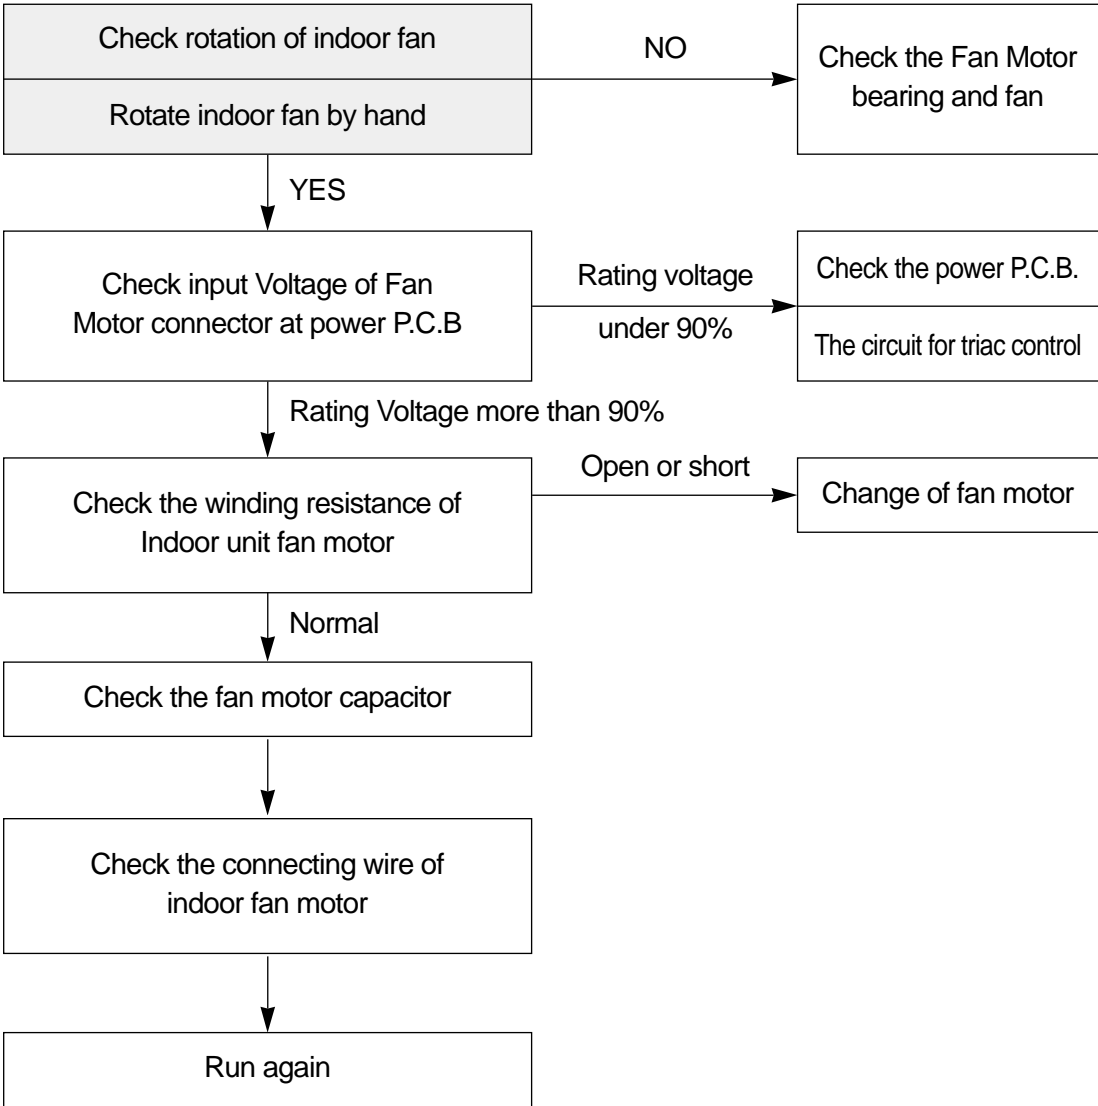 Check rotation of indoor fan
NO
Check the Fan Motor
bearing and fan
Rotate indoor fan by hand
YES
Check input Voltage of Fan
Motor connector at power P.C.B
Rating voltage
under 90%
Check the power P.C.B.
The circuit for triac control
Rating Voltage more than 90%
Check the winding resistance of
Indoor unit fan motor
Open or short
Change of fan motor
Normal
Check the fan motor capacitor
Check the connecting wire of
indoor fan motor
Run again